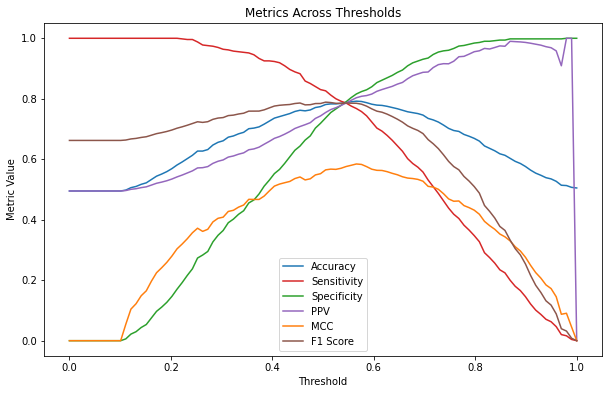 Metrics Across Thresholds
Metric Value
1.0
0.8
0.6
0.4
0.2
0.0
Accuracy
Sensitivity
Specificity
PPV
MCC
F1 Score
0.0 0.2 0.4 0.6 0.8 1.0
Threshold